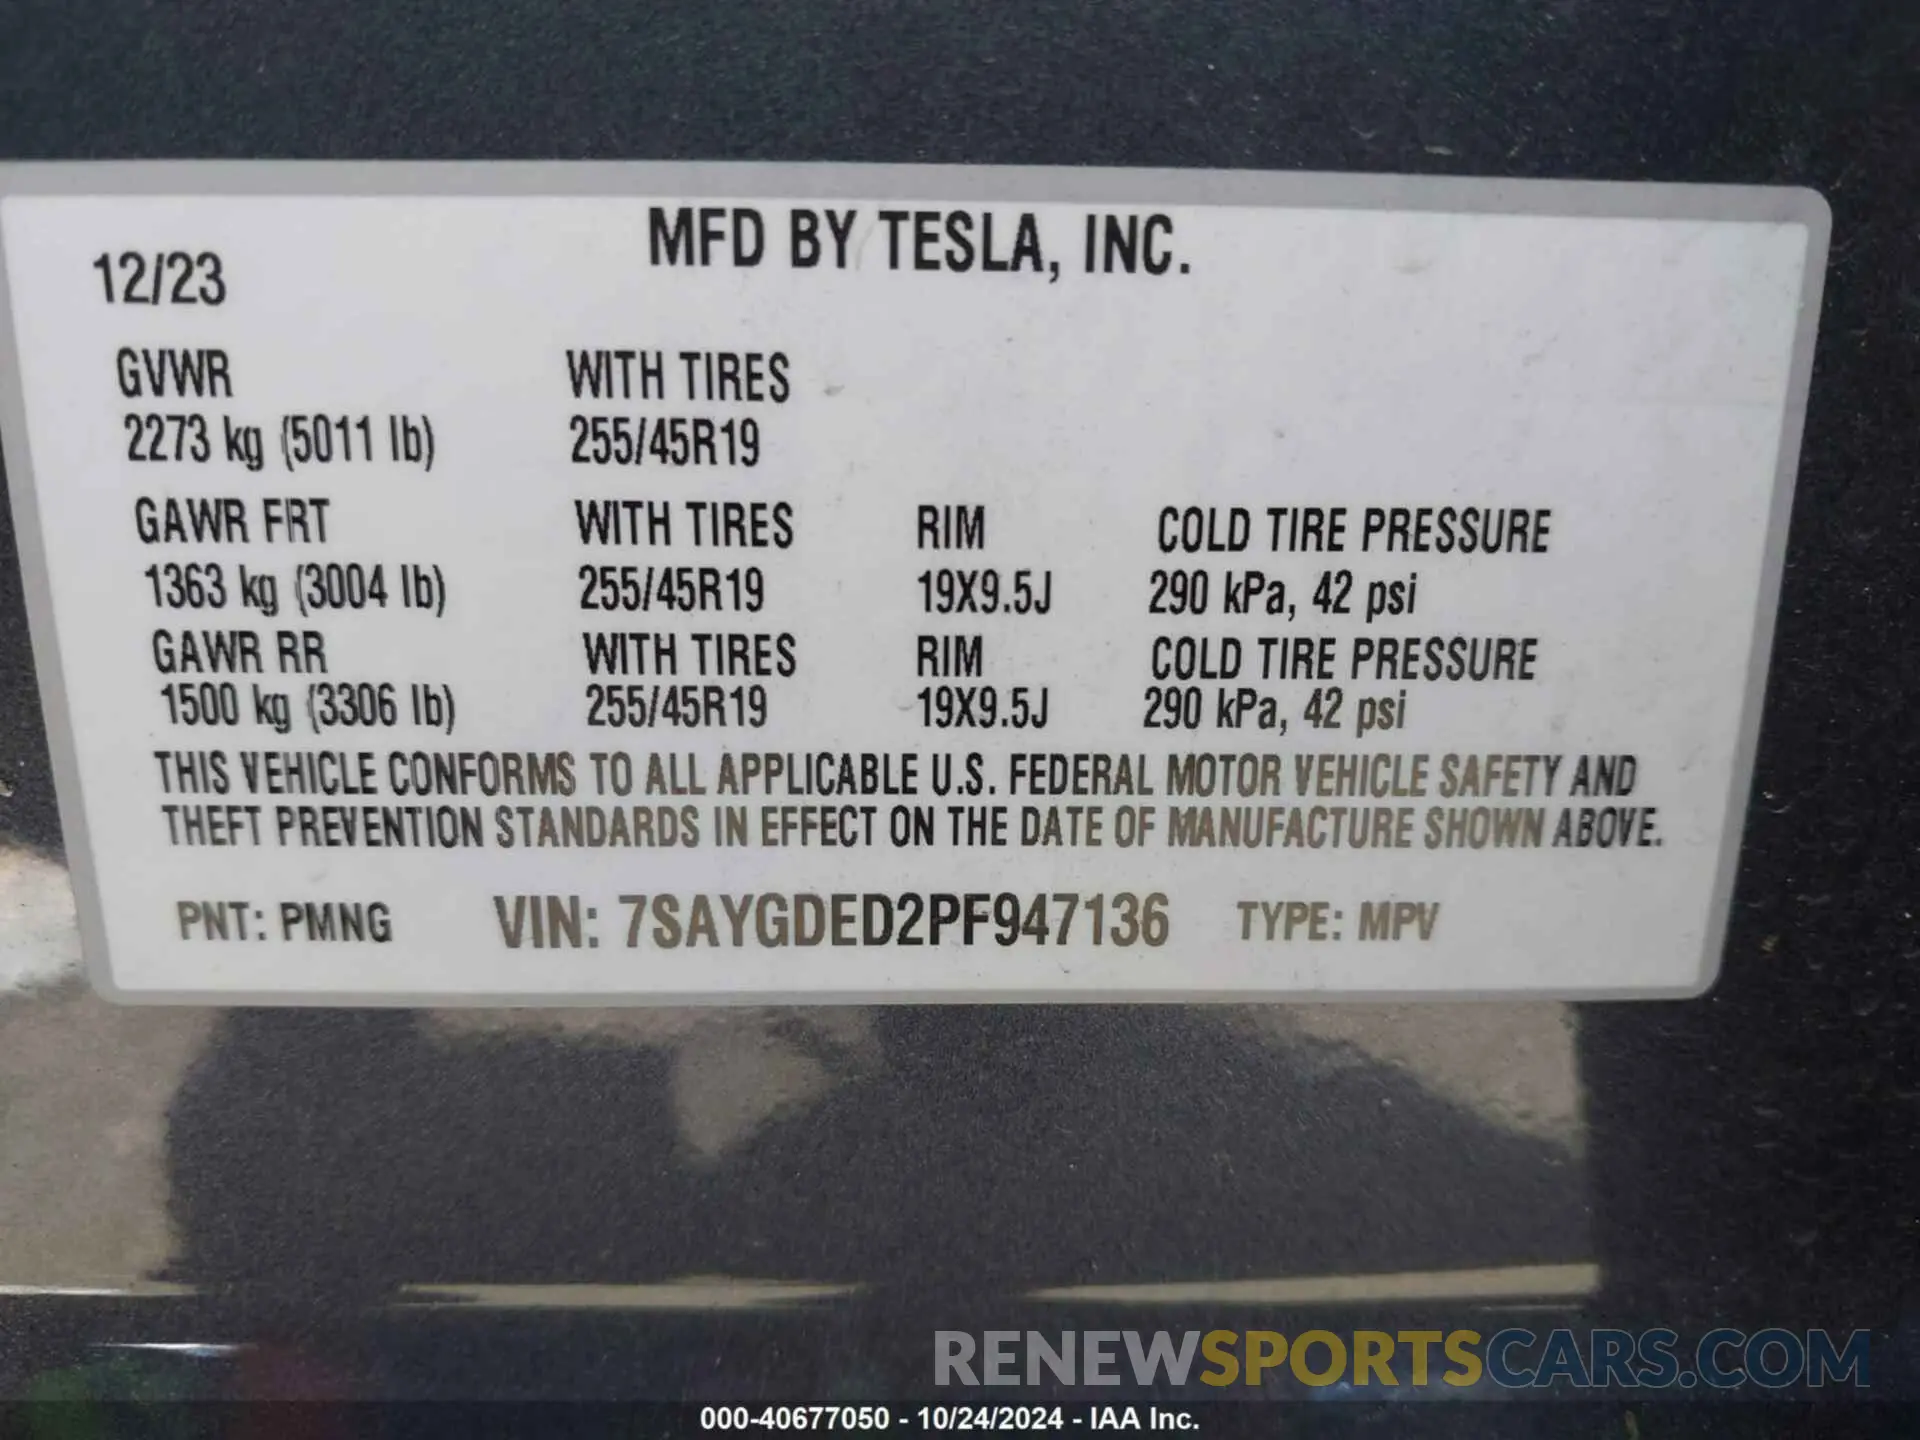 MFD BY TESLA, INC.
12/23
GVWR WITH TIRES
2273 kg (5011 lb) 255/45R19
GAWR FRT WITH TIRES RIM COLD TIRE PRESSURE
1363 kg (3004 lb) 255/45R19 19X9.5J 290 kPa, 42 psi
GAWR RR WITH TIRES RIM COLD TIRE PRESSURE
1500 kg (3306 lb) 255/45R19 19X9.5J 290 kPa, 42 psi
THIS VEHICLE CONFORMS TO ALL APPLICABLE U.S. FEDERAL MOTOR VEHICLE SAFETY AND
THEFT PREVENTION STANDARDS IN EFFECT ON THE DATE OF MANUFACTURE SHOWN ABOVE.
PNT: PMNG VIN: 7SAYGDED2PF947136 TYPE: MPV
RENEWSPORTSCARS.COM
000-40677050 - 10/24/2024 - IAA Inc.